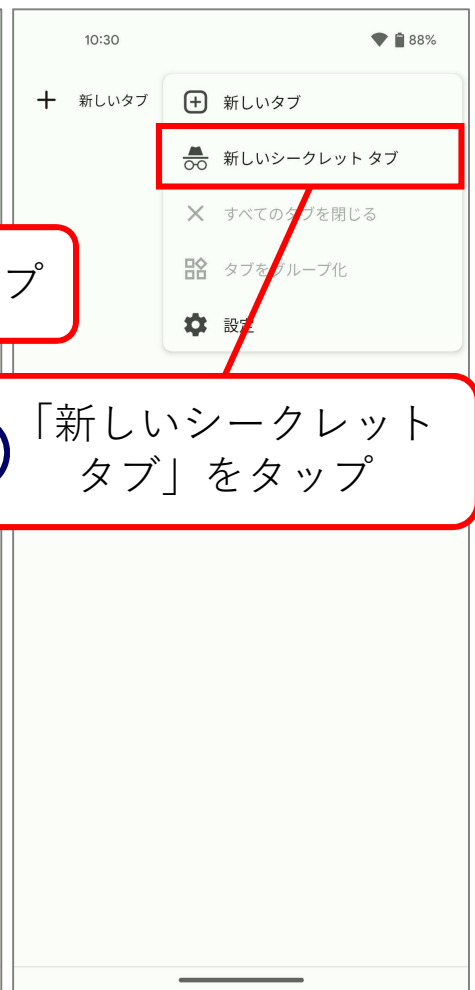 10:30
88%
新しいタブ
新しいタブ
新しいシークレット タブ
すべてのタブを閉じる
タブをグループ化
設定
プ
「新しいシークレット
タブ」をタップ